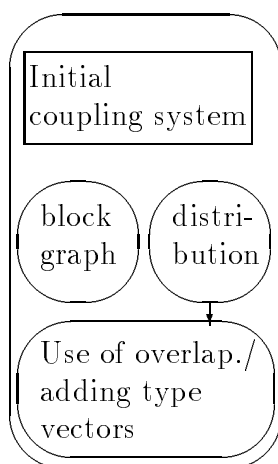 Initial
coupling system
block
graph
distri-
bution
Use of overlap./
adding type
vectors